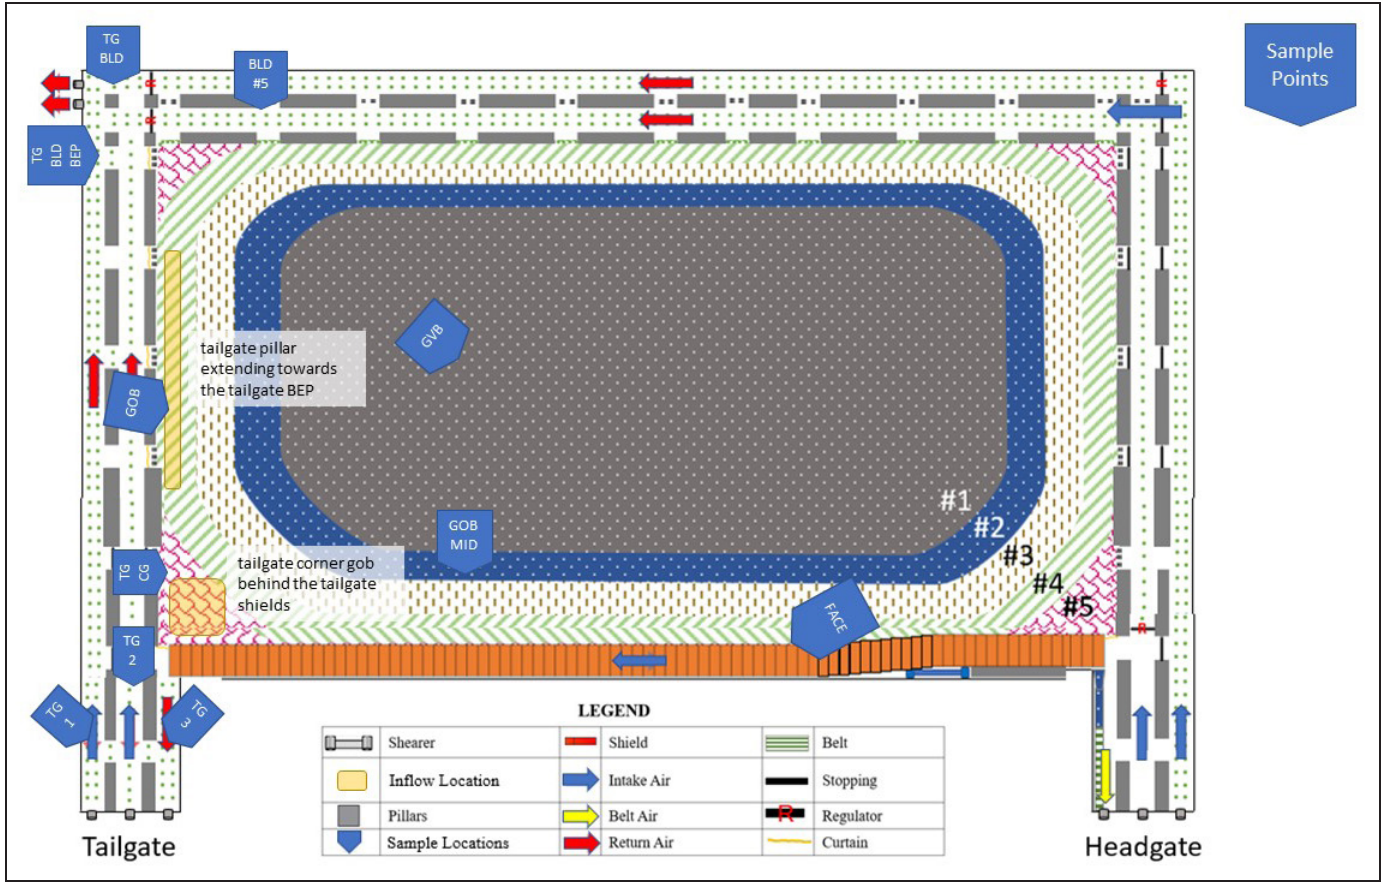 TG
BLD
BLD
#5
Sample
Points
R
R
R
TG
BLD
BEP
GVB
tailgate pillar
extending towards
the tailgate BEP
GOB
#1
#2
#3
#4
#5
GOB
MID
tailgate corner gob
behind the tailgate
shields
TG
CG
FACE
R
TG
2
TG
1
TG
3
LEGEND
Shearer
Shield
Belt
Inflow Location
Intake Air
Stopping
Pillars
Belt Air
R
Regulator
Sample Locations
Return Air
Curtain
Tailgate
Headgate